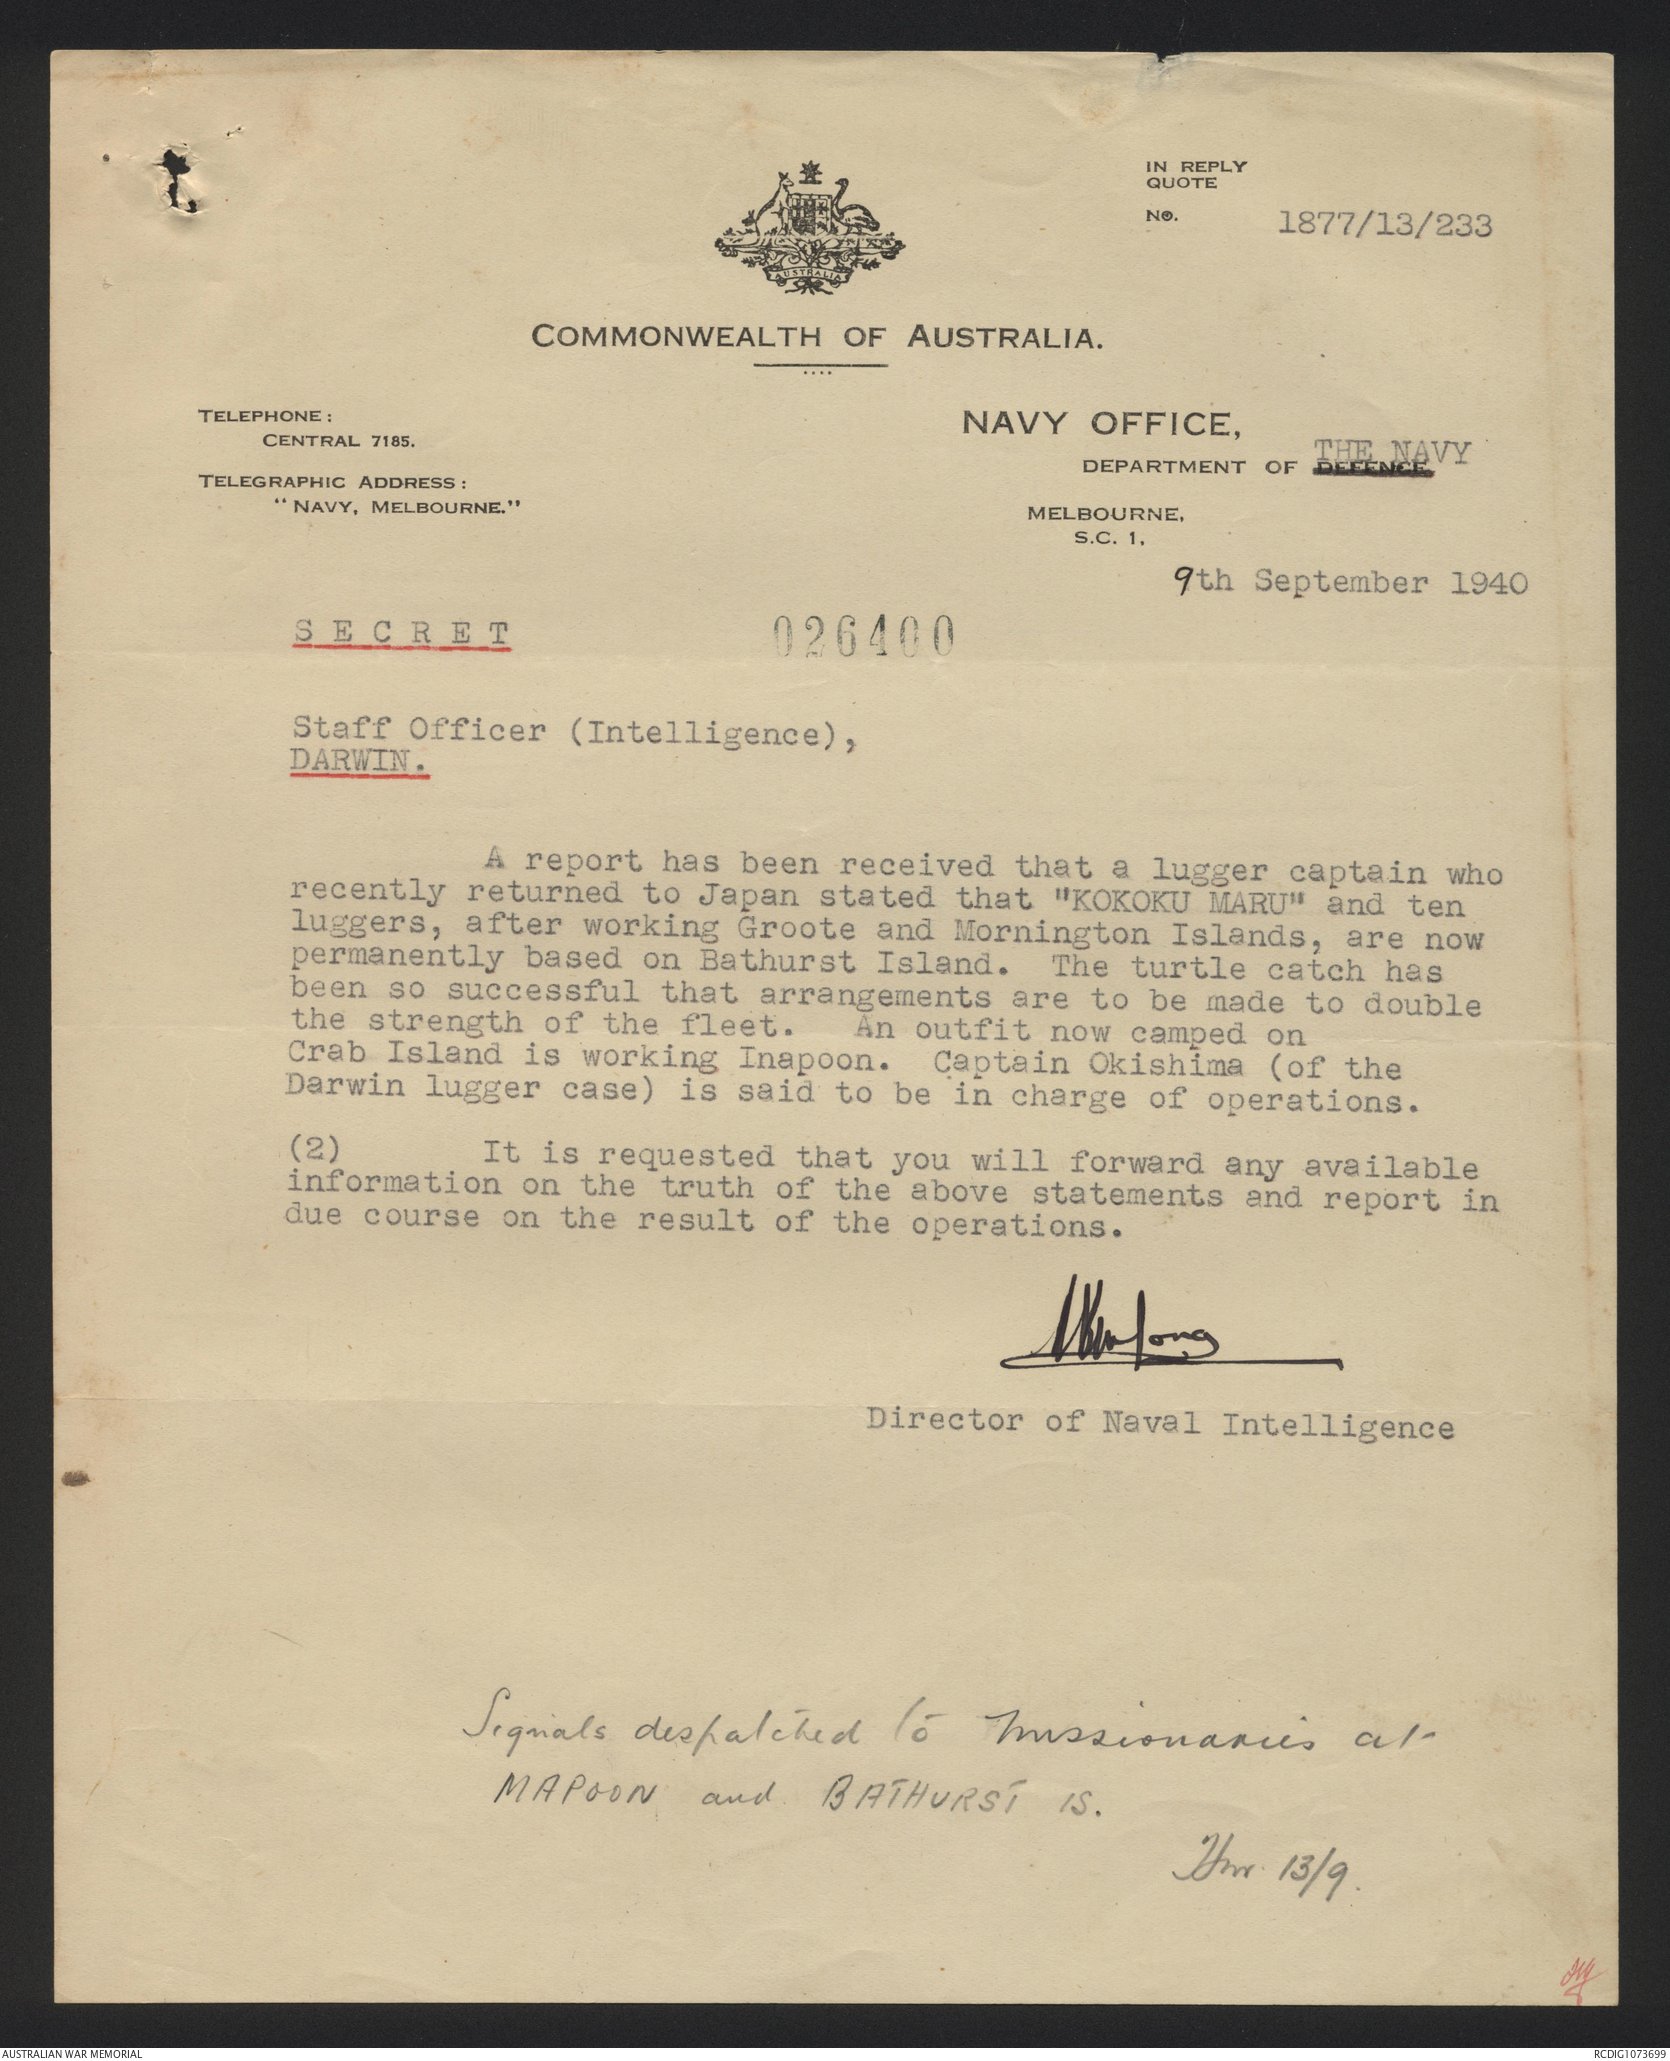 IN REPLY
QUOTE
No. 1877/13/233
AUSTRALIA
COMMONWEALTH OF AUSTRALIA.
TELEPHONE:
CENTRAL 7185.
TELEGRAPHIC ADDRESS:
"NAVY, MELBOURNE."
NAVY OFFICE,
THE NAVY
DEPARTMENT OF DEFENCE
MELBOURNE,
S.C. 1,
9th September 1940
SECRET
026400
Staff Officer (Intelligence),
DARWIN.
A report has been received that a lugger captain who
recently returned to Japan stated that "KOKOKU MARU" and ten
luggers, after working Groote and Mornington Islands, are now
permanently based on Bathurst Island. The turtle catch has
been so successful that arrangements are to be made to double
the strength of the fleet. An outfit now camped on
Crab Island is working Inapoon. Captain Okishima (of the
Darwin lugger case) is said to be in charge of operations.
(2) It is requested that you will forward any available
information on the truth of the above statements and report in
due course on the result of the operations.
Director of Naval Intelligence
Signals despatched to Missionaries at
MAPOON and BATHURST IS.
13/9.
AUSTRALIAN WAR MEMORIAL
RCDIG1073699